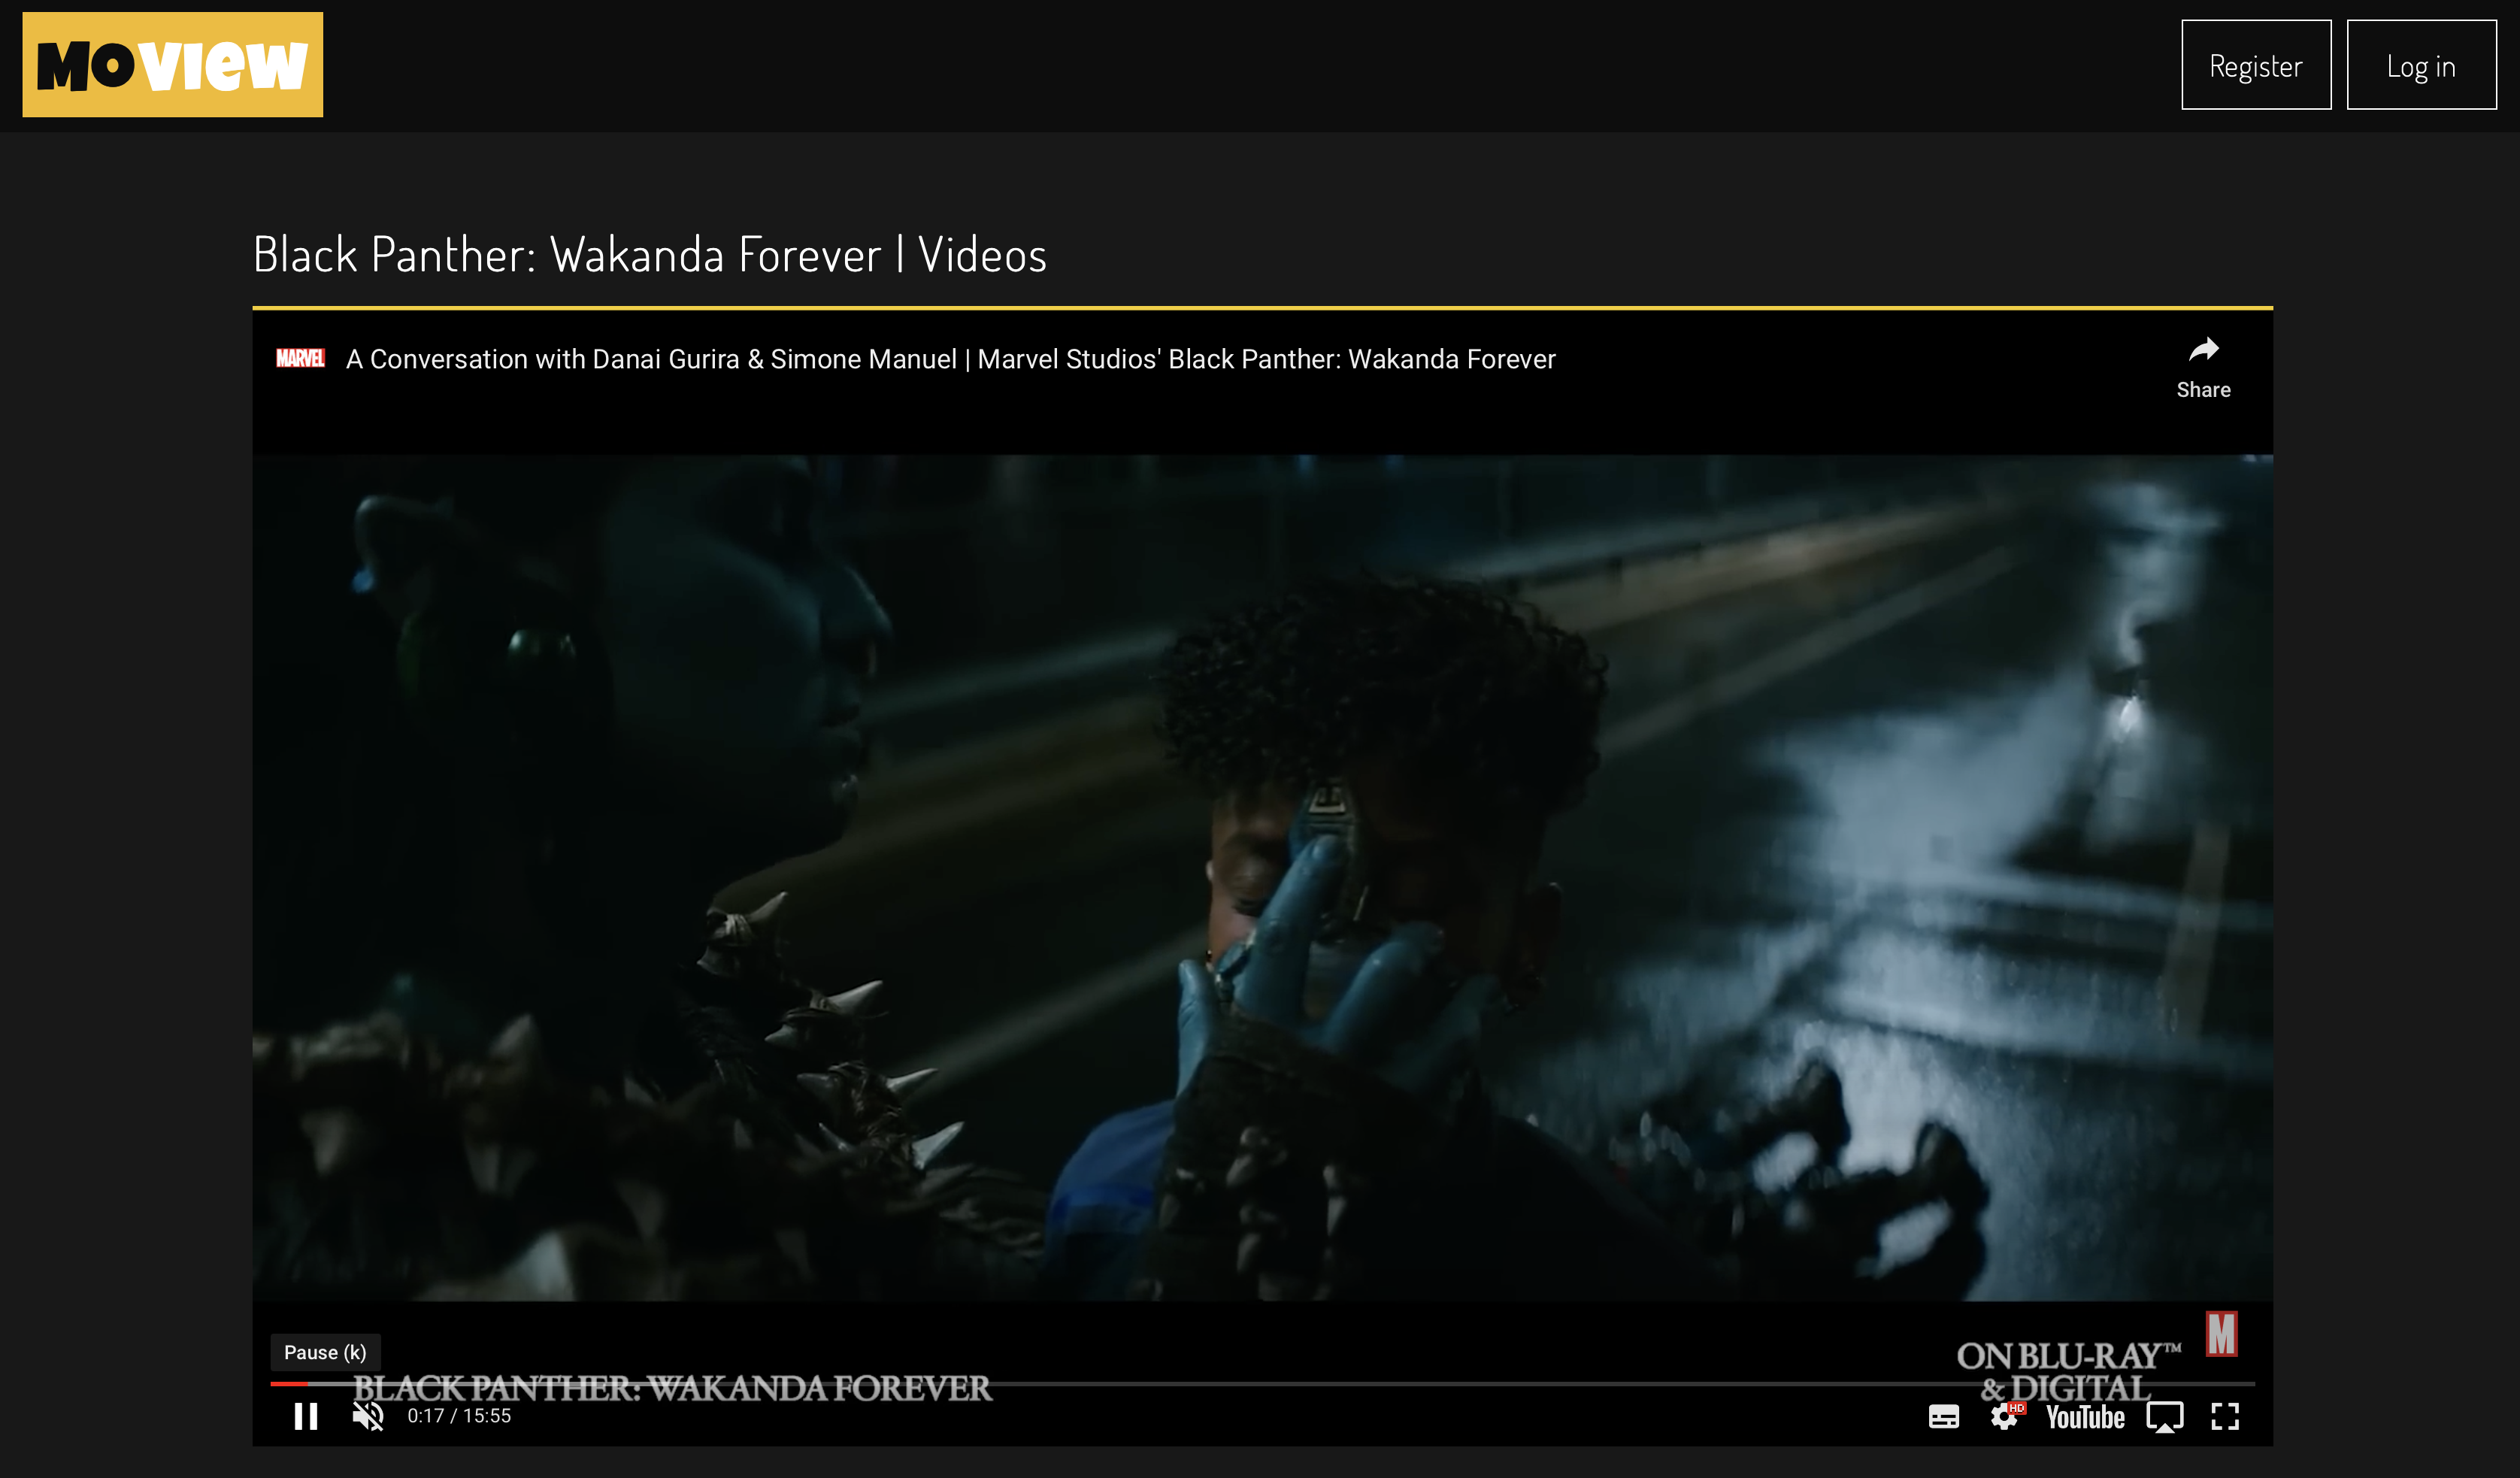 MOVIEW
Register
Log in
Black Panther: Wakanda Forever | Videos
MARVEL
A Conversation with Danai Gurira & Simone Manuel | Marvel Studios' Black Panther: Wakanda Forever
Share
M
Pause (k)
ON BLU-RAY™
& DIGITAL
BLACK PANTHER: WAKANDA FOREVER
0:17 / 15:55
HD
YouTube